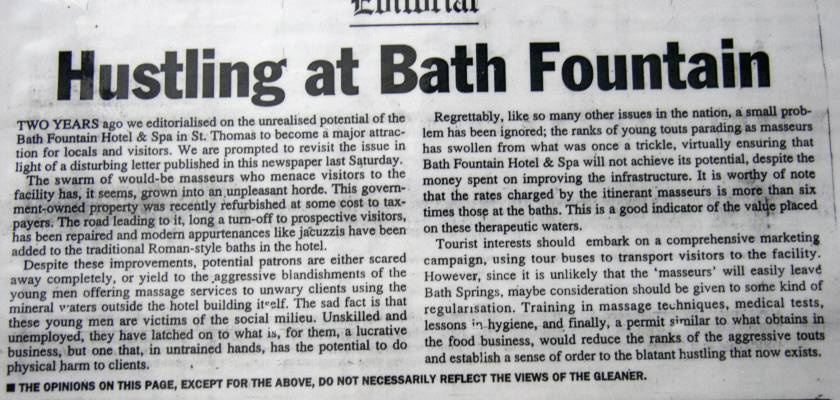 Editorial
Hustling at Bath Fountain
TWO YEARS ago we editorialised on the unrealised potential of the
Bath Fountain Hotel & Spa in St. Thomas to become a major attrac-
tion for locals and visitors. We are prompted to revisit the issue in
light of a disturbing letter published in this newspaper last Saturday.
The swarm of would-be masseurs who menace visitors to the
facility has, it seems, grown into an unpleasant horde. This govern-
ment-owned property was recently refurbished at some cost to tax-
payers. The road leading to it, long a turn-off to prospective visitors,
has been repaired and modern appurtenances like jacuzzis have been
added to the traditional Roman-style baths in the hotel.
Despite these improvements, potential patrons are either scared
away completely, or yield to the aggressive blandishments of the
young men offering massage services to unwary clients using the
mineral waters outside the hotel building itself. The sad fact is that
these young men are victims of the social milieu. Unskilled and
unemployed, they have latched on to what is, for them, a lucrative
business, but one that, in untrained hands, has the potential to do
physical harm to clients.
Regrettably, like so many other issues in the nation, a small prob-
lem has been ignored; the ranks of young touts parading as masseurs
has swollen from what was once a trickle, virtually ensuring that
Bath Fountain Hotel & Spa will not achieve its potential, despite the
money spent on improving the infrastructure. It is worthy of note
that the rates charged by the itinerant masseurs is more than six
times those at the baths. This is a good indicator of the value placed
on these therapeutic waters.
Tourist interests should embark on a comprehensive marketing
campaign, using tour buses to transport visitors to the facility.
However, since it is unlikely that the 'masseurs' will easily leave
Bath Springs, maybe consideration should be given to some kind of
regularisation. Training in massage techniques, medical tests,
lessons in hygiene, and finally, a permit similar to what obtains in
the food business, would reduce the ranks of the aggressive touts
and establish a sense of order to the blatant hustling that now exists.
■ THE OPINIONS ON THIS PAGE, EXCEPT FOR THE ABOVE, DO NOT NECESSARILY REFLECT THE VIEWS OF THE GLEANER.